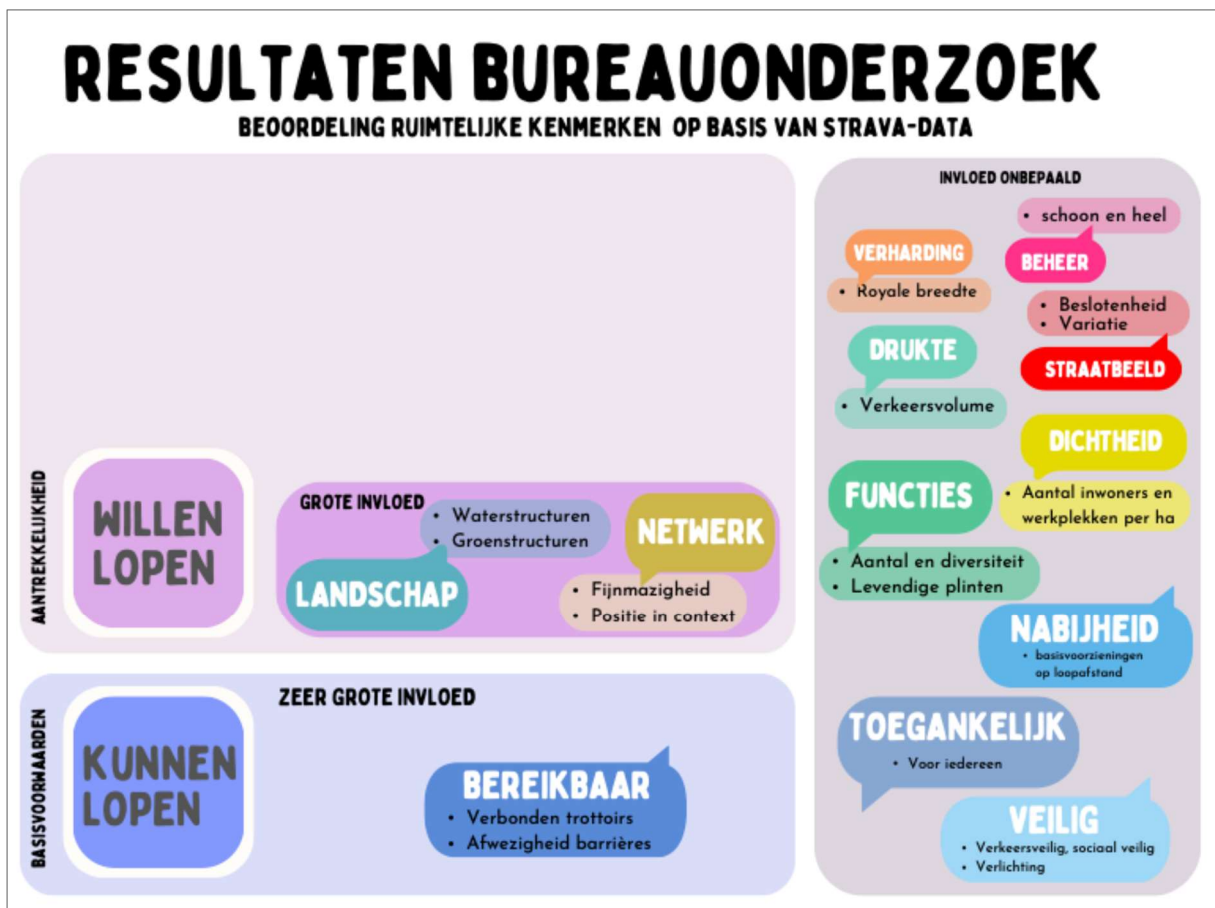 RESULTATEN BUREAUONDERZOEK
BEOORDELING RUIMTELIJKE KENMERKEN OP BASIS VAN STRAVA-DATA
AANTREKKELIJKHEID
WILLEN
LOPEN
GROTE INVLOED
• Waterstructuren
• Groenstructuren
LANDSCHAP
NETWERK
• Fijnmazigheid
• Positie in context
BASISVOORWAARDEN
KUNNEN
LOPEN
ZEER GROTE INVLOED
BEREIKBAAR
• Verbonden trottoirs
• Afwezigheid barrières
INVLOED ONBEPAALD
• schoon en heel
BEHEER
VERHARDING
• Royale breedte
• Beslotenheid
• Variatie
STRAATBEELD
DRUKTE
• Verkeersvolume
DICHTHEID
• Aantal inwoners en
werkplekken per ha
FUNCTIES
• Aantal en diversiteit
• Levendige plinten
NABIJHEID
• basisvoorzieningen
op loopafstand
TOEGANKELIJK
• Voor iedereen
VEILIG
• Verkeersveilig, sociaal veilig
• Verlichting